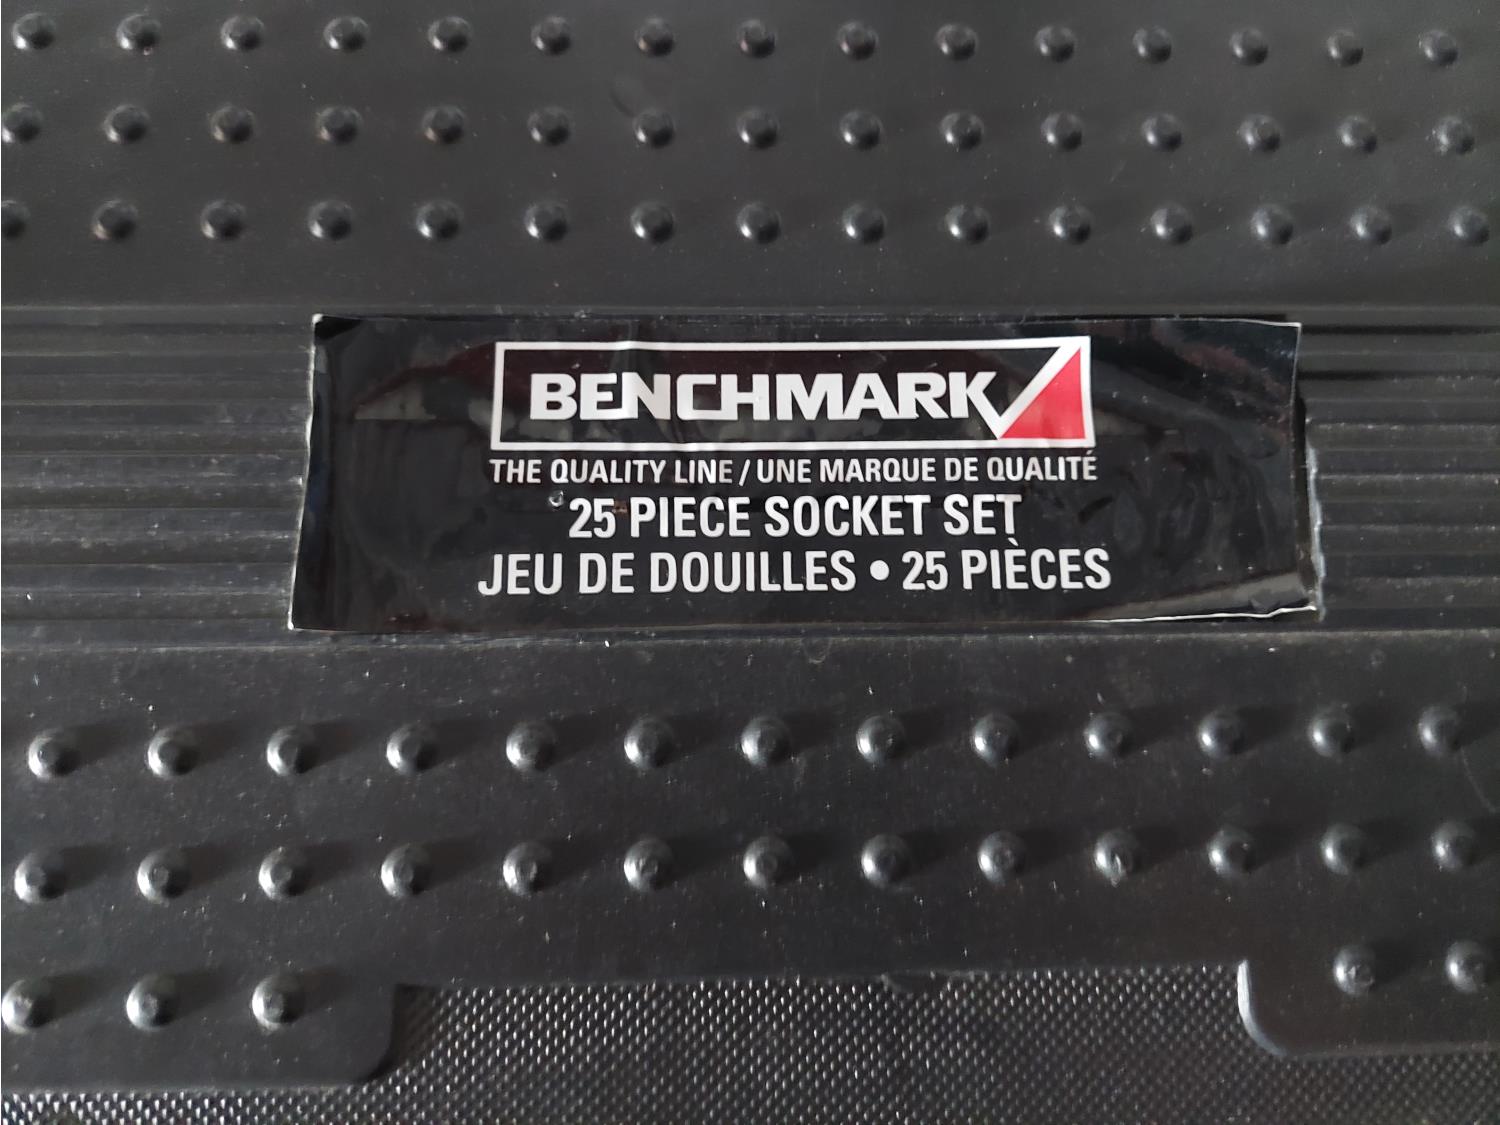 BENCHMARK
THE QUALITY LINE / UNE MARQUE DE QUALITÉ
25 PIECE SOCKET SET
JEU DE DOUILLES • 25 PIÈCES